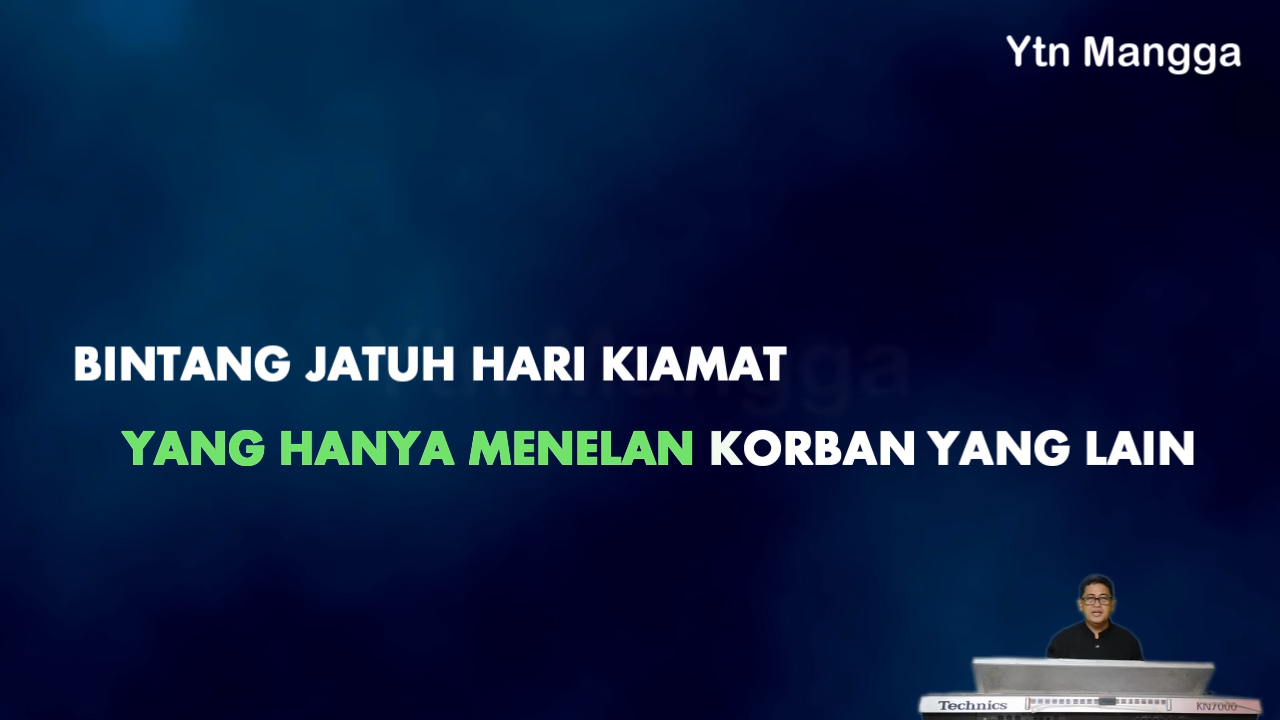 Ytn Mangga
BINTANG JATUH HARI KIAMAT
YANG HANYA MENELAN KORBAN YANG LAIN
Technics KN7000